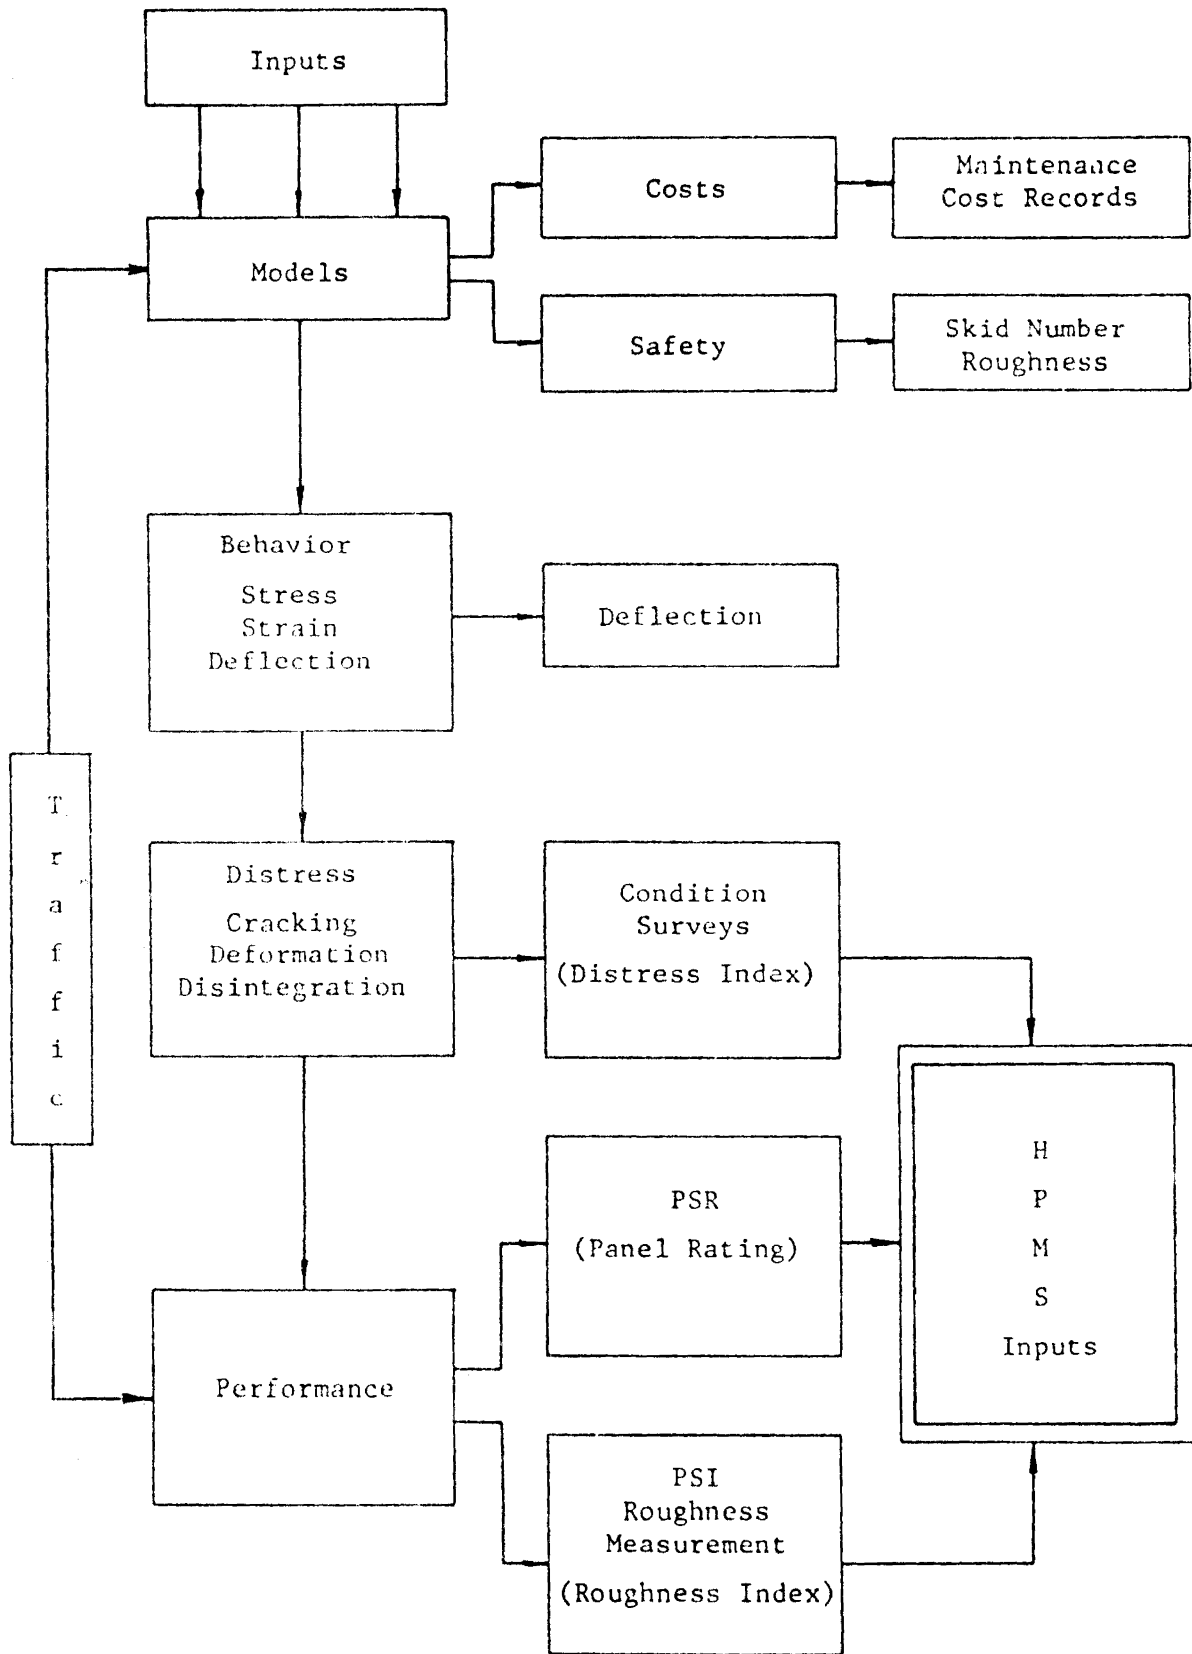 Inputs
Models
Costs
Maintenance
Cost Records
Safety
Skid Number
Roughness
Behavior
Stress
Strain
Deflection
Deflection
Traffic
Distress
Cracking
Deformation
Disintegration
Condition
Surveys
(Distress Index)
PSR
(Panel Rating)
H
P
M
S
Inputs
Performance
PSI
Roughness
Measurement
(Roughness Index)